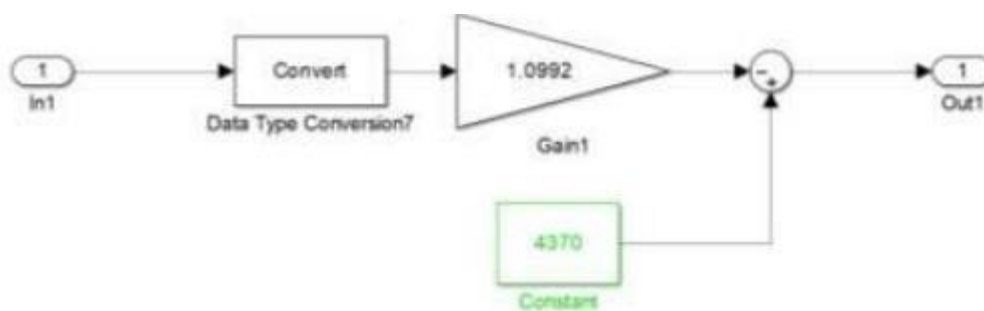 1
In1
Convert
Data Type Conversion7
1.0992
Gain1
4370
Constant
1
Out1